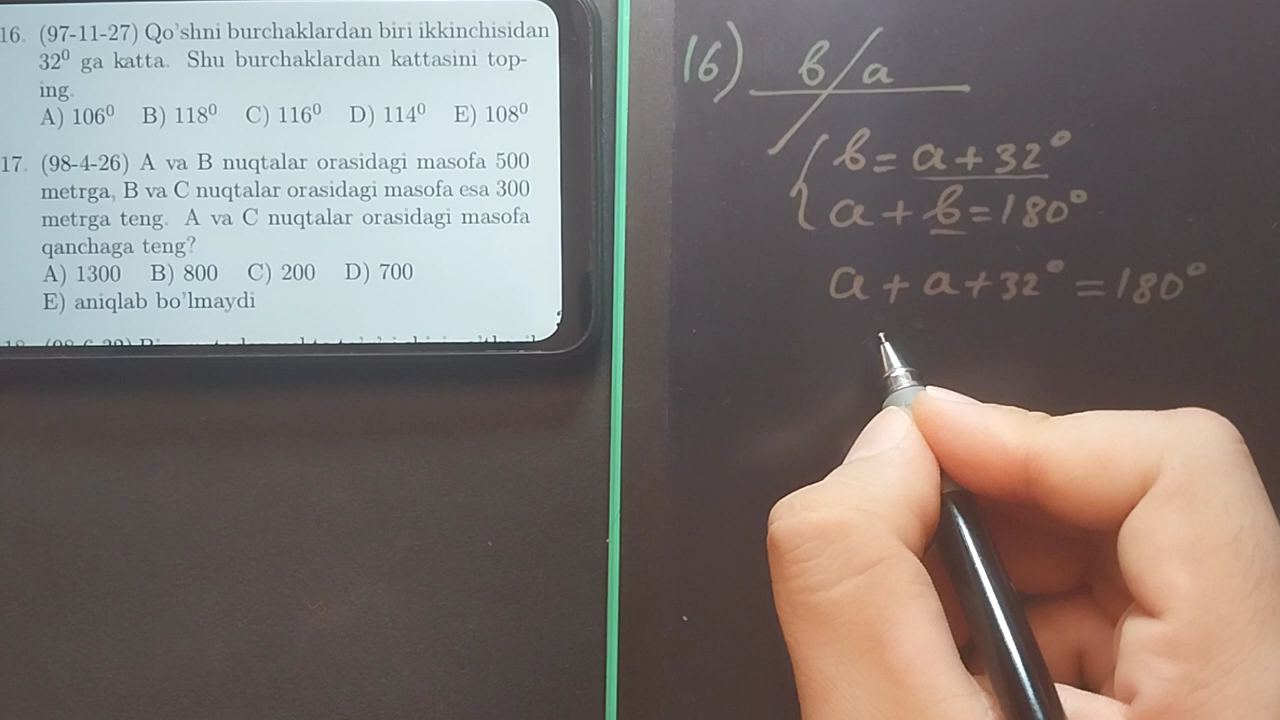 16. (97-11-27) Qo'shni burchaklardan biri ikkinchisidan
32⁰ ga katta. Shu burchaklardan kattasini top-
ing.
A) 106⁰ B) 118⁰ C) 116⁰ D) 114⁰ E) 108⁰
17. (98-4-26) A va B nuqtalar orasidagi masofa 500
metrga, B va C nuqtalar orasidagi masofa esa 300
metrga teng. A va C nuqtalar orasidagi masofa
qanchaga teng?
A) 1300 B) 800 C) 200 D) 700
E) aniqlab bo'lmaydi
16) b / a
b = a + 32°
a + b = 180°
a + a + 32° = 180°